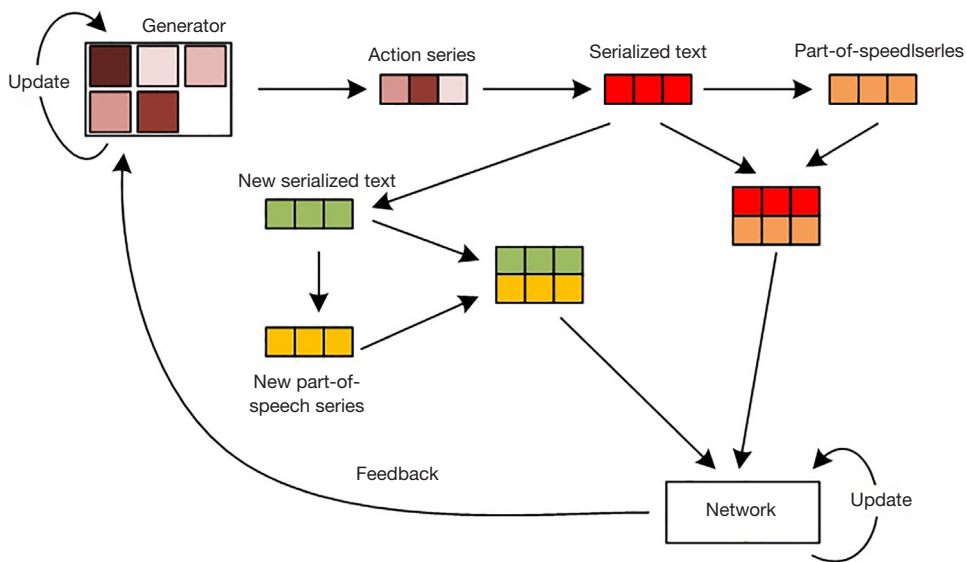 Generator
Action series
Serialized text
Part-of-speedlserles
Update
New serialized text
New part-of-
speech series
Feedback
Network
Update